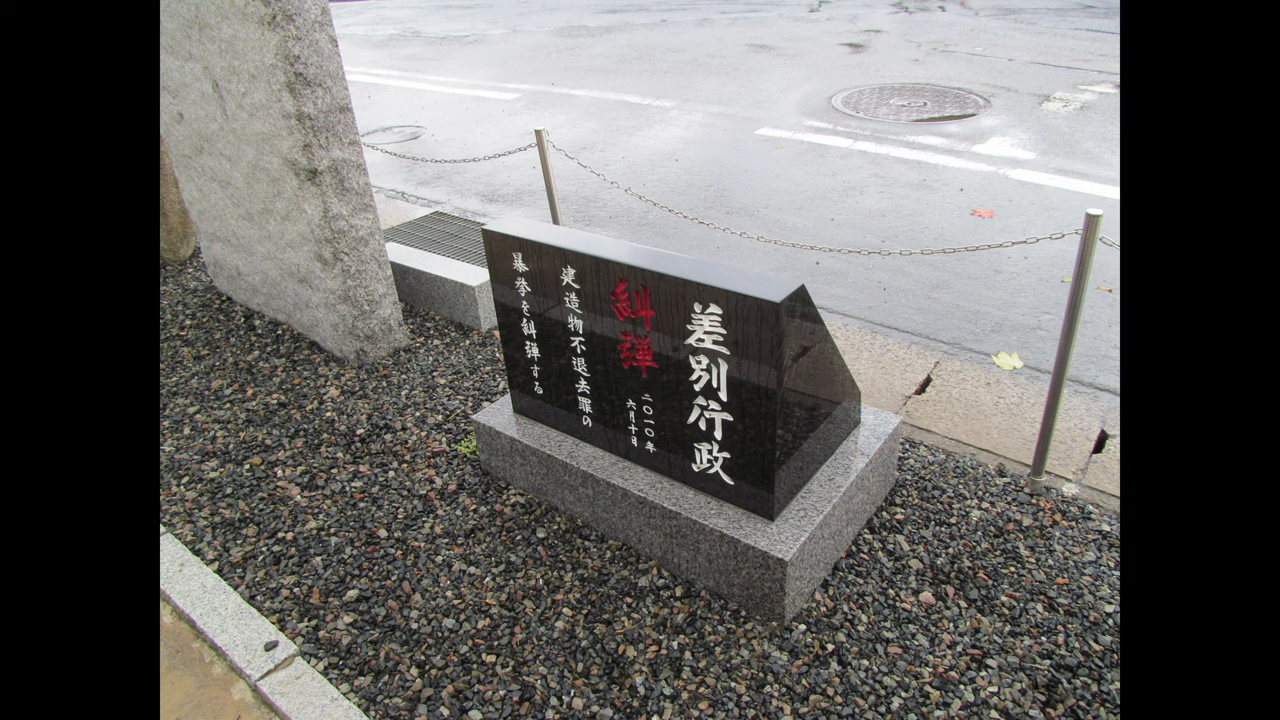 差別行政
糾弾
二〇一〇年
六月十日
建造物不退去罪の
暴挙を糾弾する